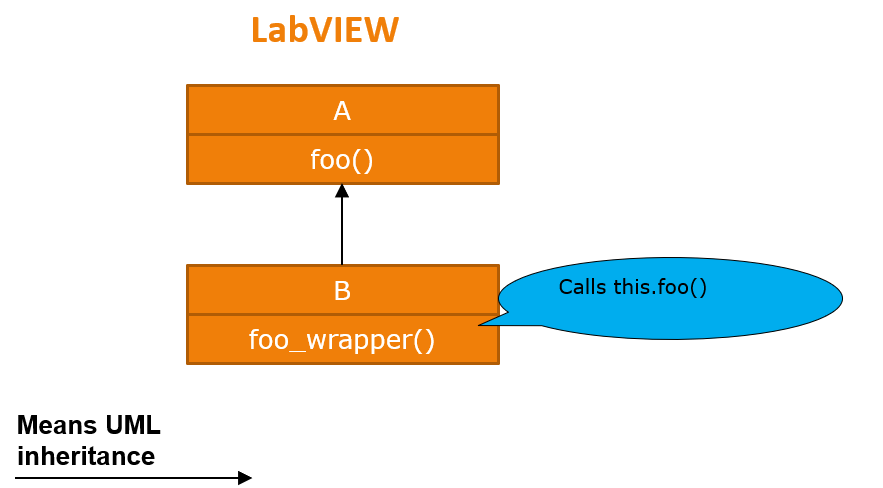 LabVIEW
A
foo()
B
Calls this.foo()
foo_wrapper()
Means UML
inheritance